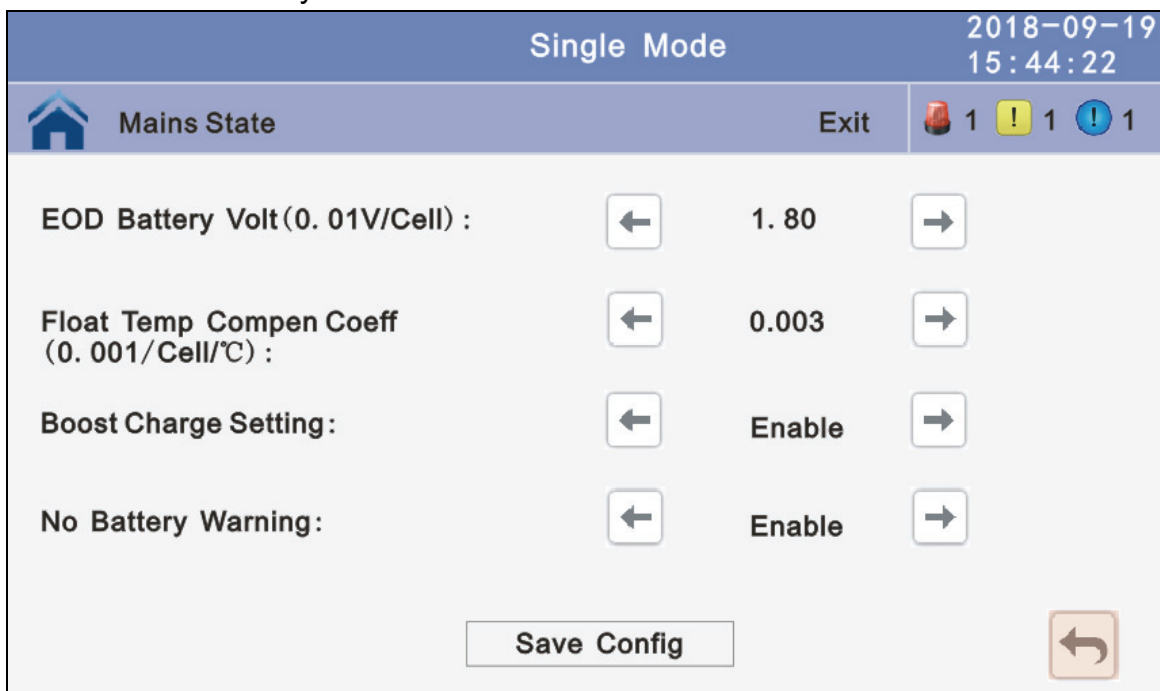 Single Mode
2018-09-19
15:44:22
Mains State
Exit
1
! 1
! 1
EOD Battery Volt(0. 01V/Cell) :
1. 80
Float Temp Compen Coeff
0.003
(0. 001/Cell/℃) :
Boost Charge Setting:
Enable
No Battery Warning:
Enable
Save Config